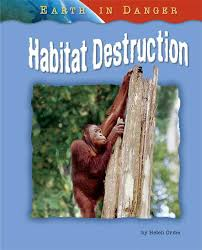 EARTH IN DANGER
Habitat Destruction
by Helen Orme